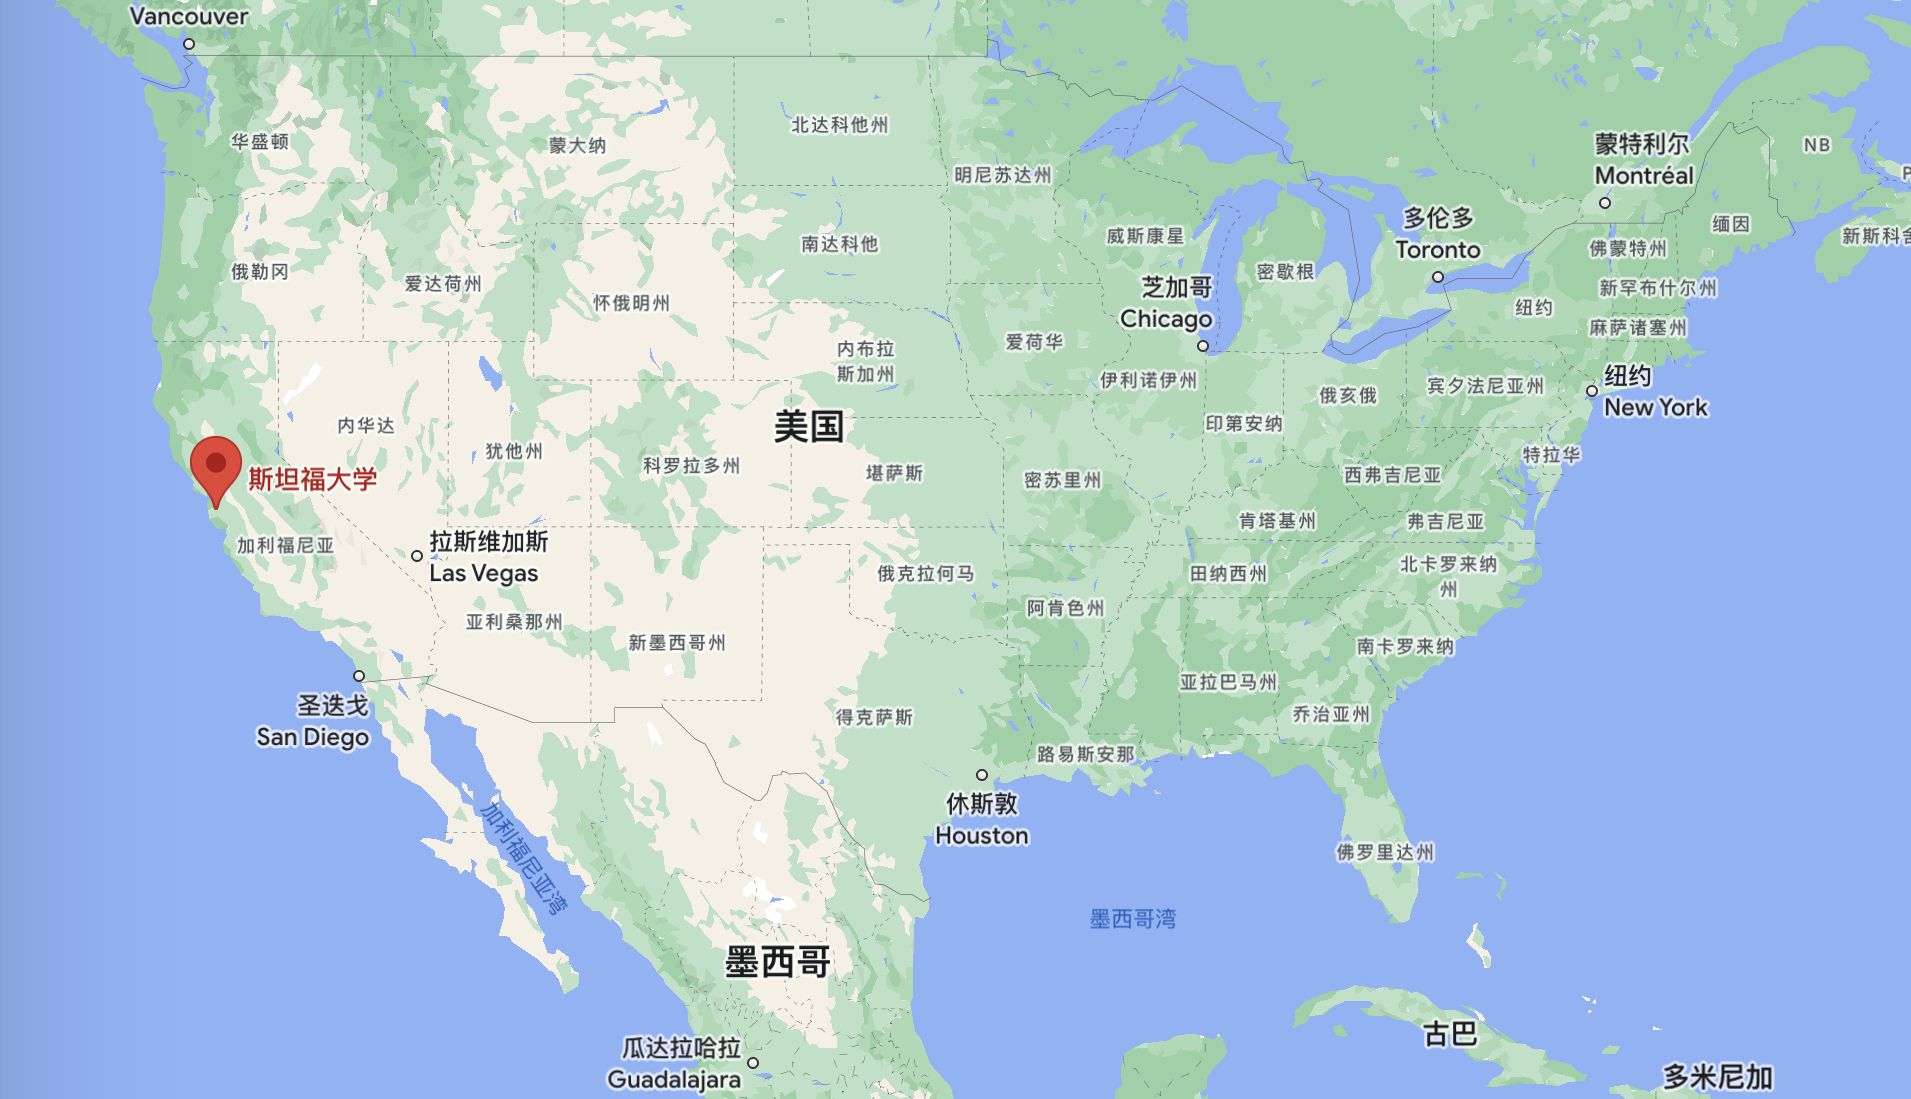 Vancouver
华盛顿
蒙大纳
北达科他州
明尼苏达州
蒙特利尔
Montréal
NB
缅因
俄勒冈
爱达荷州
怀俄明州
南达科他
威斯康星
密歇根
多伦多
Toronto
佛蒙特州
新罕布什尔州
芝加哥
Chicago
爱荷华
内布拉
斯加州
伊利诺伊州
纽约
麻萨诸塞州
纽约
New York
内华达
犹他州
美国
科罗拉多州
堪萨斯
密苏里州
印第安纳
俄亥俄
宾夕法尼亚州
特拉华
西弗吉尼亚
斯坦福大学
加利福尼亚
拉斯维加斯
Las Vegas
肯塔基州
弗吉尼亚
俄克拉何马
田纳西州
北卡罗来纳
州
亚利桑那州
新墨西哥州
阿肯色州
南卡罗来纳
圣迭戈
San Diego
得克萨斯
亚拉巴马州
乔治亚州
路易斯安那
休斯敦
Houston
加利福尼亚湾
佛罗里达州
墨西哥湾
墨西哥
瓜达拉哈拉
Guadalajara
古巴
多米尼加